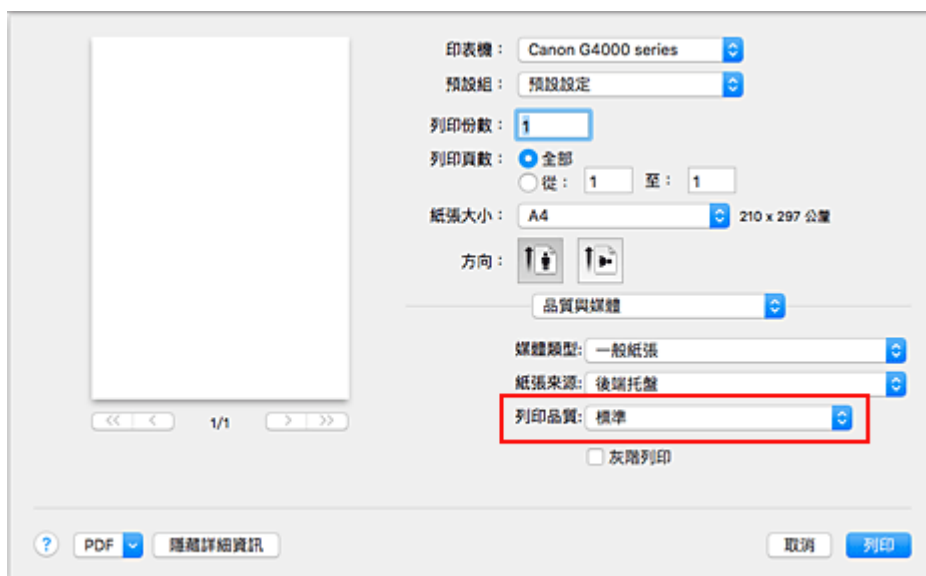 印表機： Canon G4000 series
預設組： 預設設定
列印份數： 1
列印頁數： 全部
從： 1 至： 1
紙張大小： A4 210 x 297 公釐
方向：
品質與媒體
媒體類型: 一般紙張
紙張來源: 後端托盤
列印品質: 標準
灰階列印
1/1
? PDF 隱藏詳細資訊 取消 列印